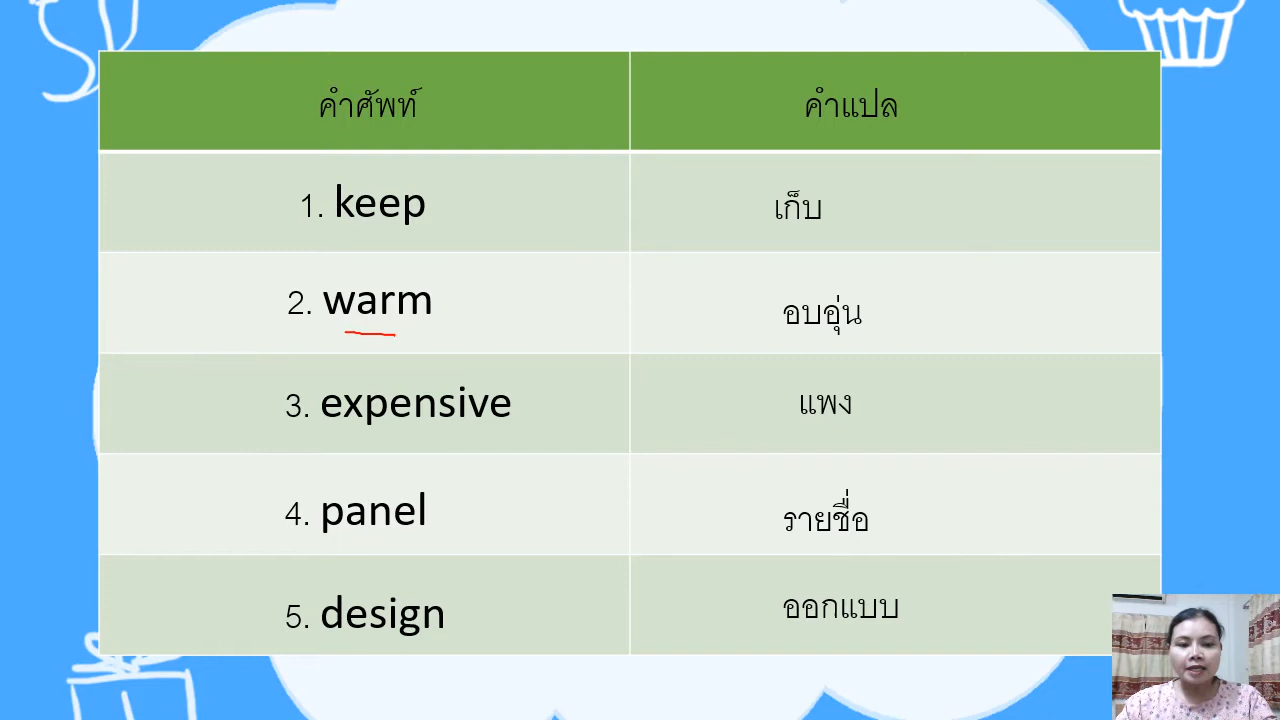 คำศัพท์ คำแปล
1. keep เก็บ
2. warm อบอุ่น
3. expensive แพง
4. panel รายชื่อ
5. design ออกแบบ